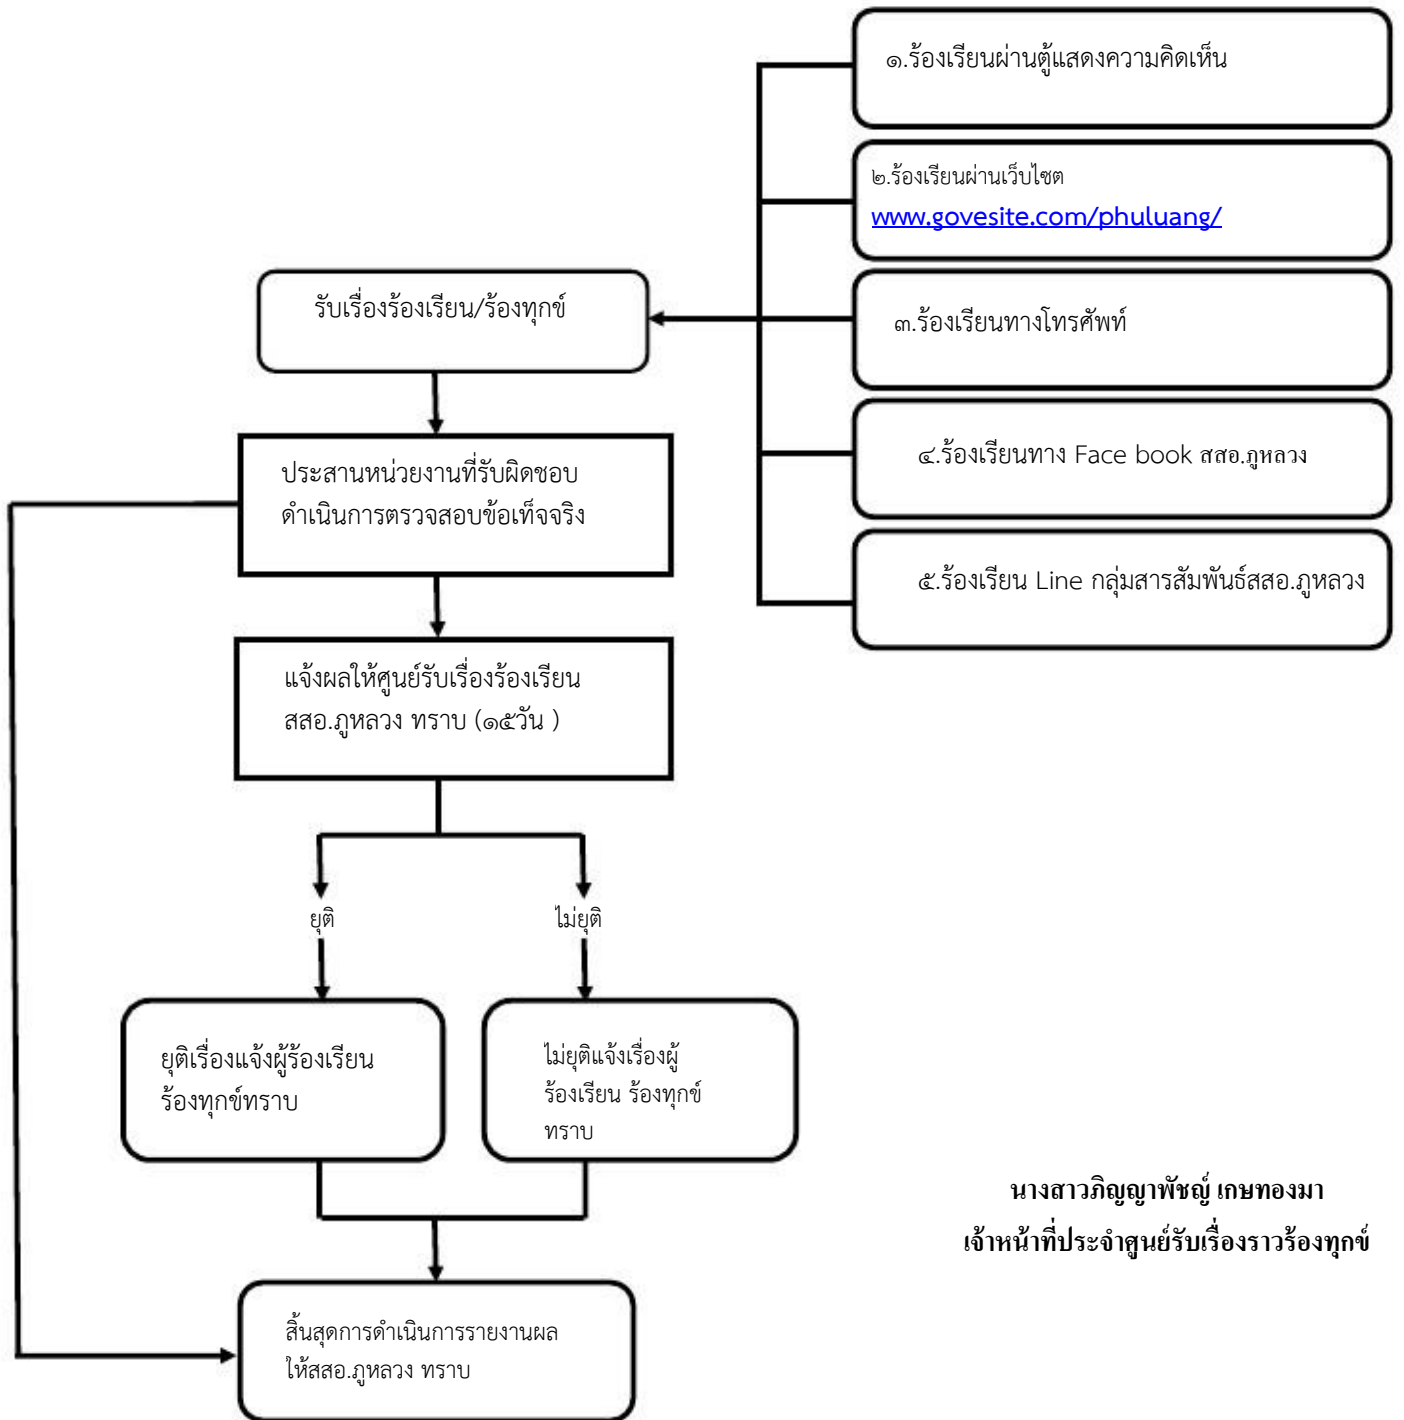 ๑.ร้องเรียนผ่านตู้แสดงความคิดเห็น
๒.ร้องเรียนผ่านเว็บไซต
www.govesite.com/phuluang/
รับเรื่องร้องเรียน/ร้องทุกข์
๓.ร้องเรียนทางโทรศัพท์
ประสานหน่วยงานที่รับผิดชอบ
ดำเนินการตรวจสอบข้อเท็จจริง
๔.ร้องเรียนทาง Face book สสอ.ภูหลวง
๕.ร้องเรียน Line กลุ่มสารสัมพันธ์สสอ.ภูหลวง
แจ้งผลให้ศูนย์รับเรื่องร้องเรียน
สสอ.ภูหลวง ทราบ (๑๕วัน )
ยุติ
ไม่ยุติ
ยุติเรื่องแจ้งผู้ร้องเรียน
ร้องทุกข์ทราบ
ไม่ยุติแจ้งเรื่องผู้
ร้องเรียน ร้องทุกข์
ทราบ
นางสาวภิญญาพัชญ์ เกษทองมา
เจ้าหน้าที่ประจำศูนย์รับเรื่องราวร้องทุกข์
สิ้นสุดการดำเนินการรายงานผล
ให้สสอ.ภูหลวง ทราบ